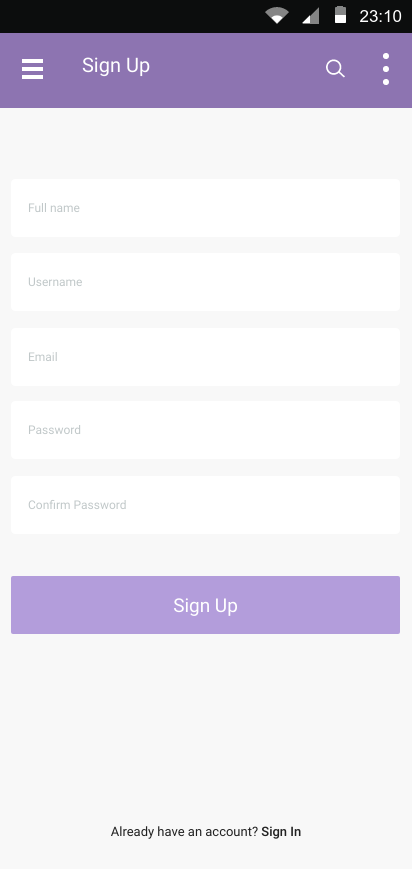 23:10
Sign Up
Full name
Username
Email
Password
Confirm Password
Sign Up
Already have an account? Sign In